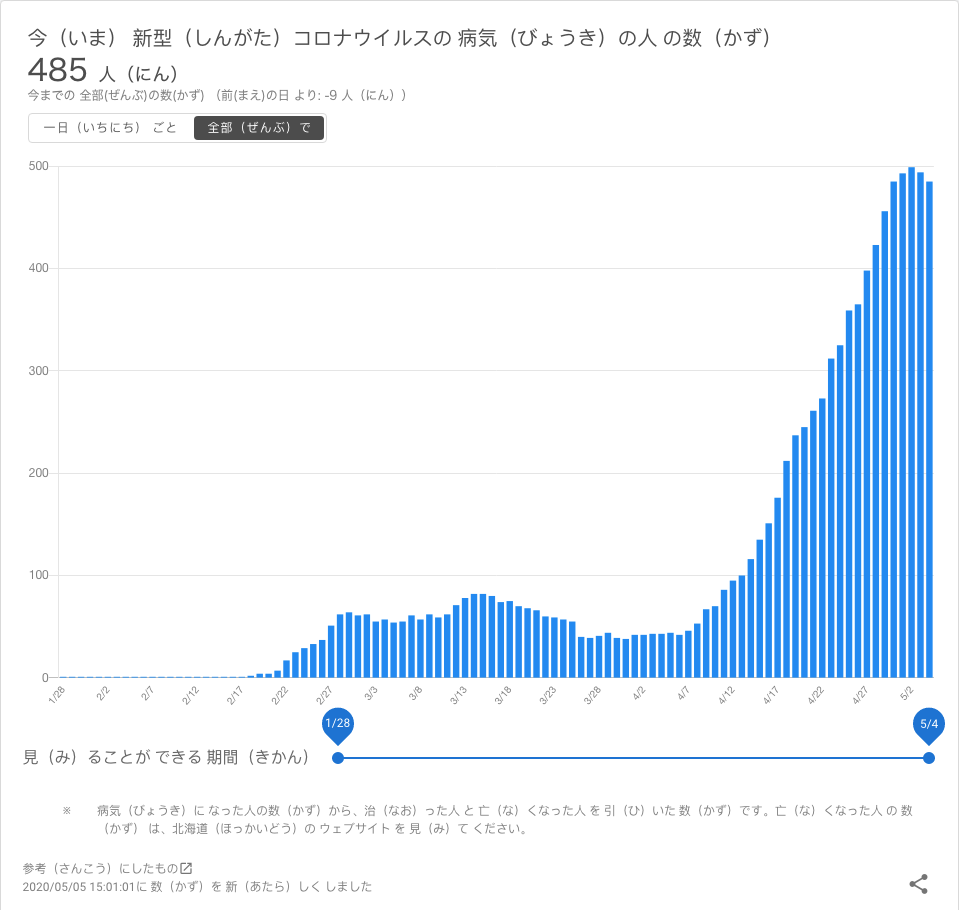 今（いま） 新型（しんがた）コロナウイルスの 病気（びょうき）の人 の数（かず）
485 人（にん）
今までの 全部(ぜんぶ)の数(かず) （前(まえ)の日 より: -9 人（にん））
一日（いちにち） ごと 全部（ぜんぶ）で
500
400
300
200
100
0
1/28 2/2 2/7 2/12 2/17 2/22 2/27 3/3 3/8 3/13 3/18 3/23 3/28 4/2 4/7 4/12 4/17 4/22 4/27 5/2
1/28 5/4
見（み）ることが できる 期間（きかん）
※ 病気（びょうき）に なった人の数（かず）から、治（なお）った人 と 亡（な）くなった人 を 引（ひ）いた 数（かず）です。亡（な）くなった人 の 数
（かず） は、北海道（ほっかいどう）の ウェブサイト を 見（み）て ください。
参考（さんこう）にしたもの
2020/05/05 15:01:01に 数（かず）を 新（あたら）しく しました